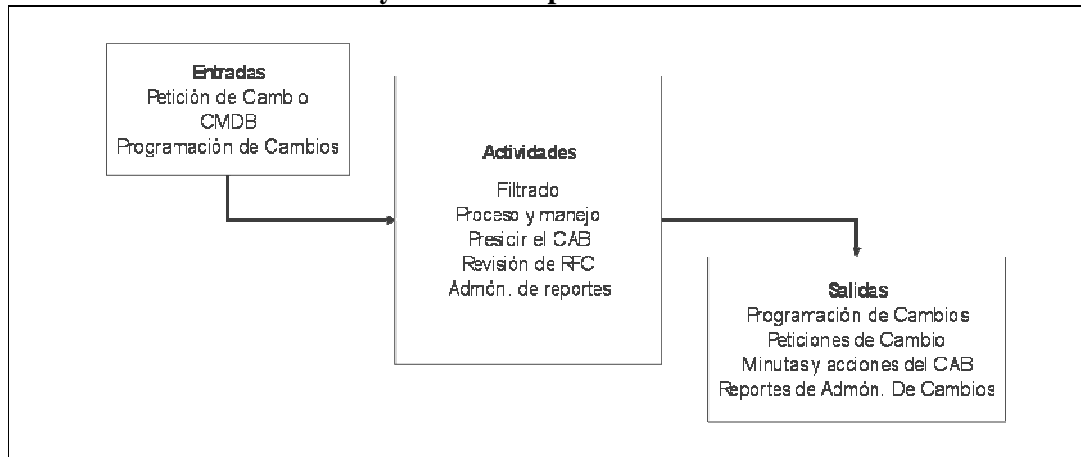 Entradas
Petición de Cambio
CMDB
Programación de Cambios
Actividades
Filtrado
Proceso y manejo
Presidir el CAB
Revisión de RFC
Admón. de reportes
Salidas
Programación de Cambios
Peticiones de Cambio
Minutas y acciones del CAB
Reportes de Admón. De Cambios